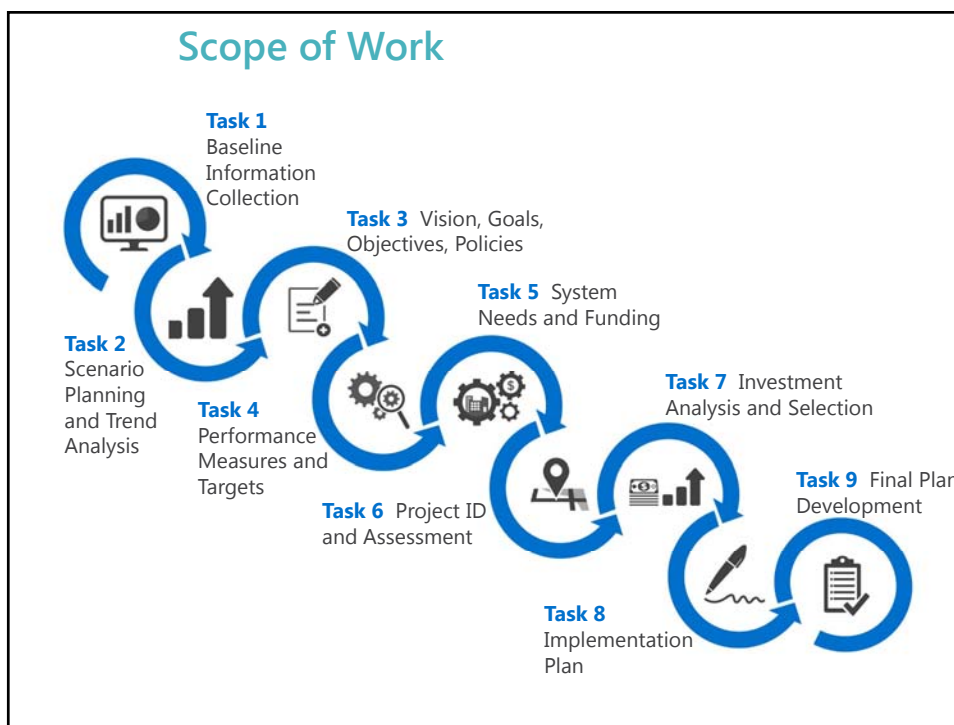 Scope of Work
Task 1
Baseline
Information
Collection
Task 2
Scenario
Planning
and Trend
Analysis
Task 3 Vision, Goals,
Objectives, Policies
Task 4
Performance
Measures and
Targets
Task 5 System
Needs and Funding
Task 6 Project ID
and Assessment
Task 7 Investment
Analysis and Selection
Task 8
Implementation
Plan
Task 9 Final Plan
Development